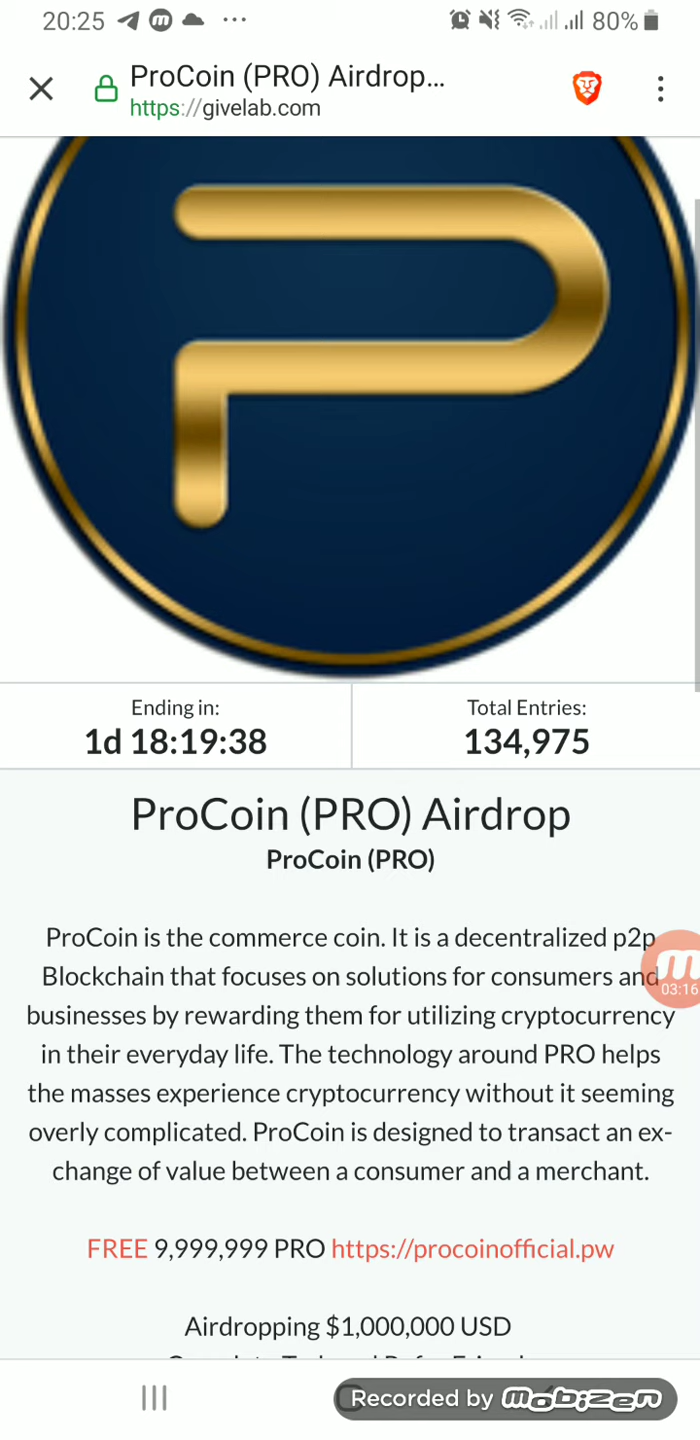 20:25
80%
ProCoin (PRO) Airdrop...
https://givelab.com
Ending in:
Total Entries:
1d 18:19:38
134,975
ProCoin (PRO) Airdrop
ProCoin (PRO)
ProCoin is the commerce coin. It is a decentralized p2p
Blockchain that focuses on solutions for consumers and
03:16
businesses by rewarding them for utilizing cryptocurrency
in their everyday life. The technology around PRO helps
the masses experience cryptocurrency without it seeming
overly complicated. ProCoin is designed to transact an ex-
change of value between a consumer and a merchant.
FREE 9,999,999 PRO https://procoinofficial.pw
Airdropping $1,000,000 USD
Recorded by mobizen